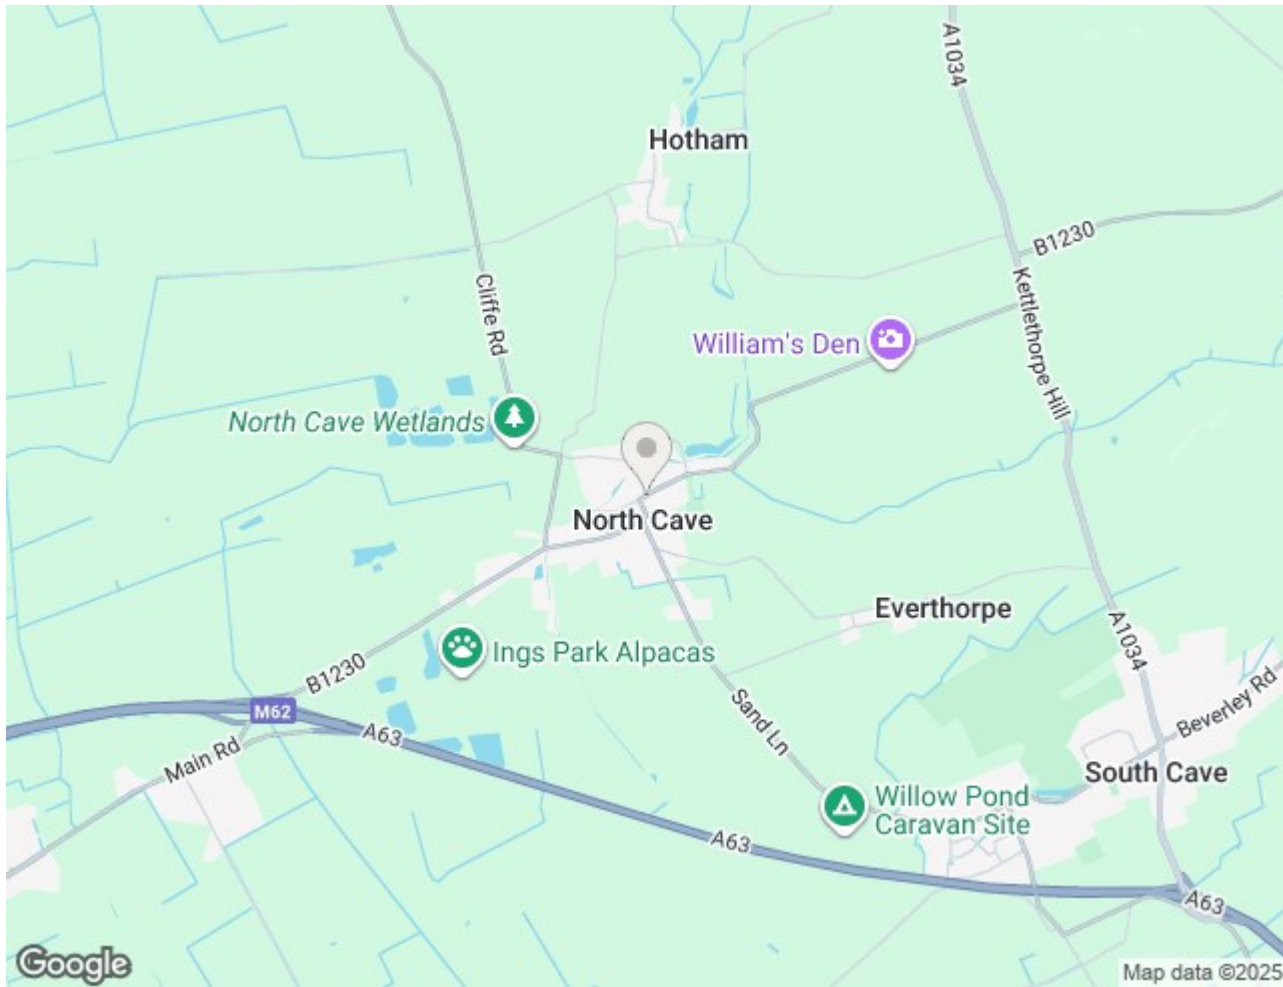 A1034
Hotham
B1230
Cliffe Rd
Kettlethorpe Hill
William's Den
North Cave Wetlands
North Cave
Everthorpe
A1034
Ings Park Alpacas
B1230
Beverley Rd
Sand Ln
M62
A63
Main Rd
South Cave
Willow Pond
Caravan Site
A63
A63
Google
Map data ©2025